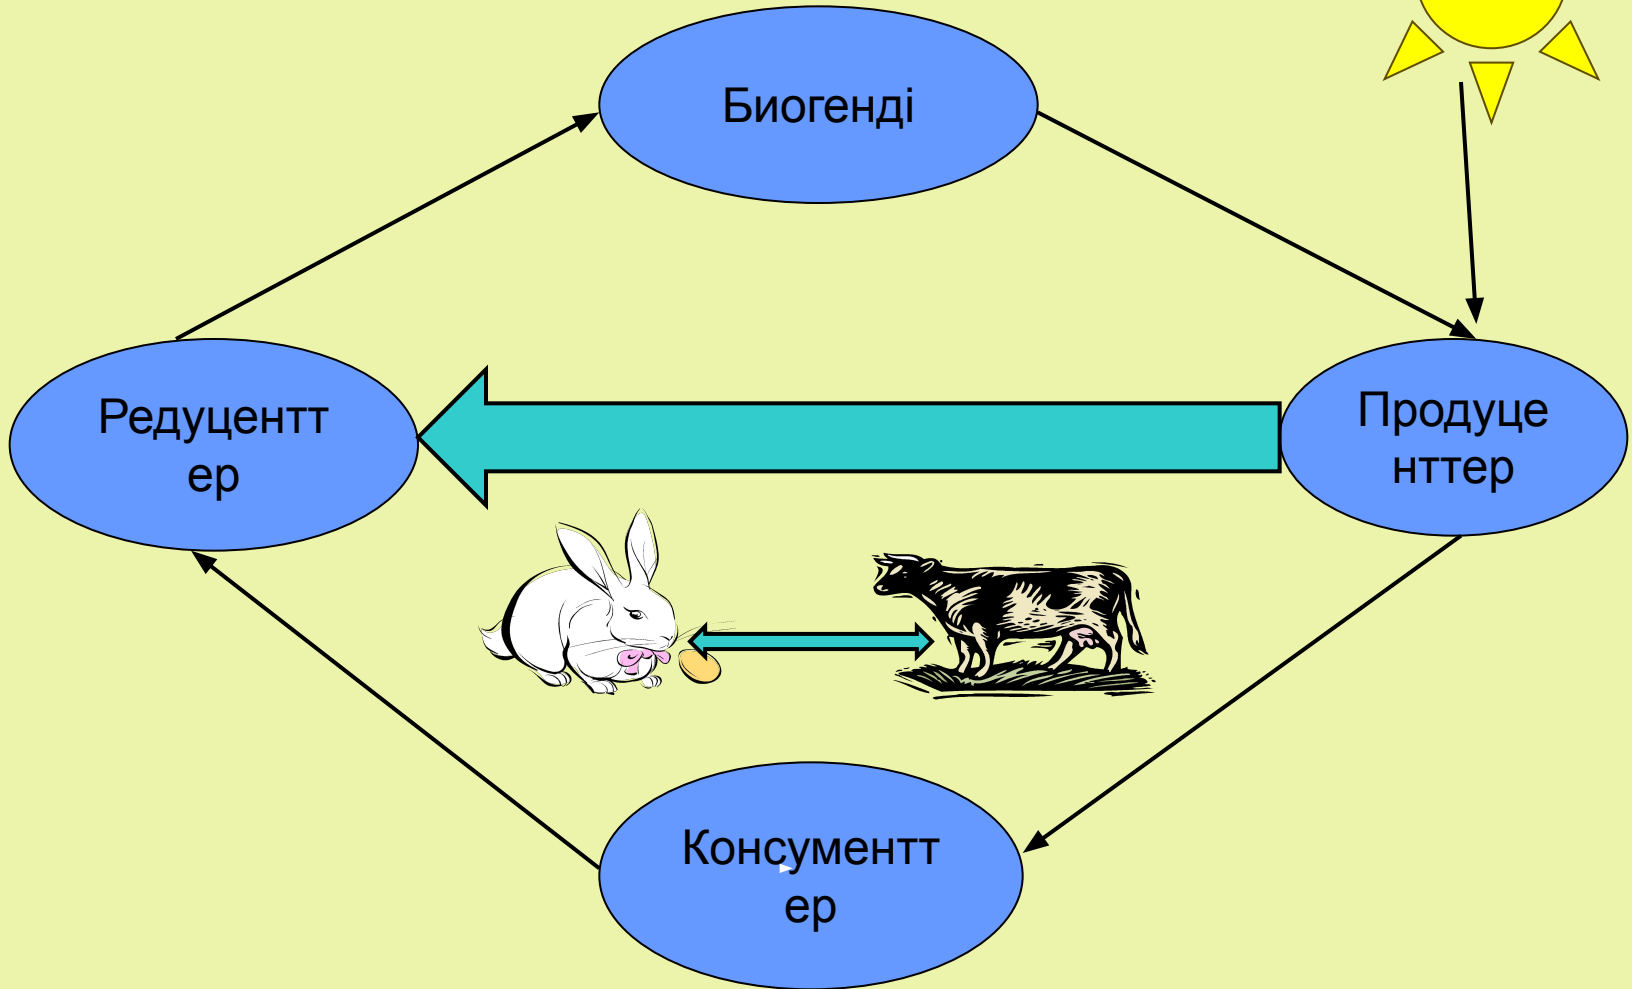 Биогенді
Редуцентт
ер
Продуце
нттер
Консументт
ер